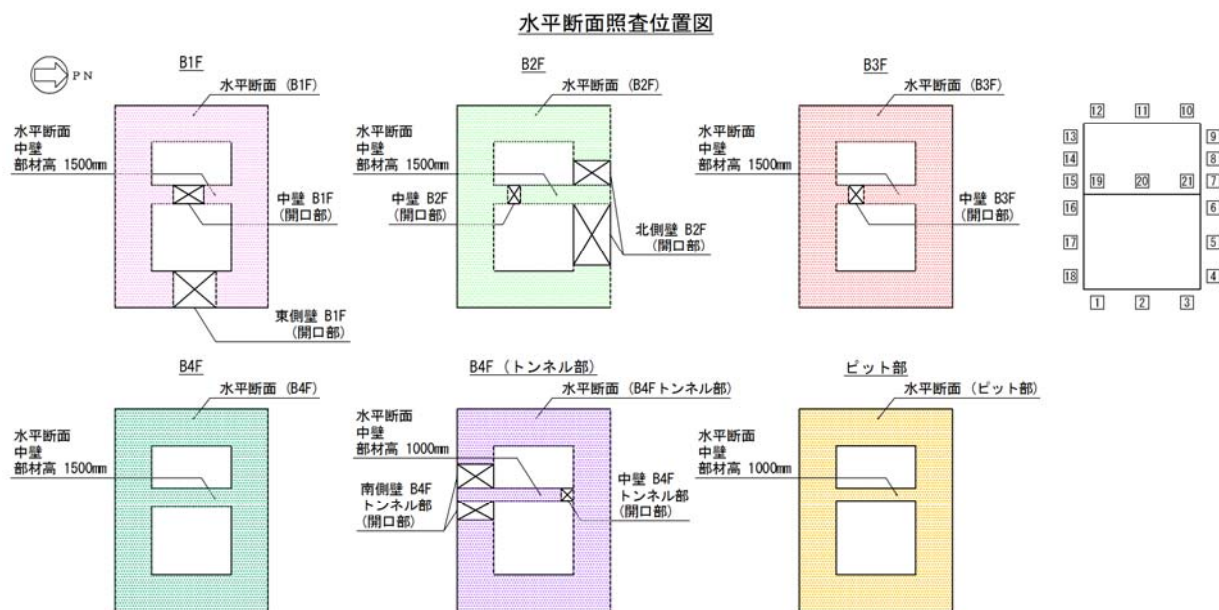 水平断面照査位置図
PN
B1F
水平断面 (B1F)
水平断面
中壁
部材高 1500mm
中壁 B1F
(開口部)
東側壁 B1F
(開口部)
B2F
水平断面 (B2F)
水平断面
中壁
部材高 1500mm
中壁 B2F
(開口部)
北側壁 B2F
(開口部)
B3F
水平断面 (B3F)
水平断面
中壁
部材高 1500mm
中壁 B3F
(開口部)
12 11 10
13 9
14 8
15 19 20 21 7
16 6
17 5
18 4
1 2 3
B4F
水平断面 (B4F)
水平断面
中壁
部材高 1500mm
B4F (トンネル部)
水平断面 (B4Fトンネル部)
水平断面
中壁
部材高 1000mm
南側壁 B4F
トンネル部
(開口部)
中壁 B4F
トンネル部
(開口部)
ピット部
水平断面 (ピット部)
水平断面
中壁
部材高 1000mm